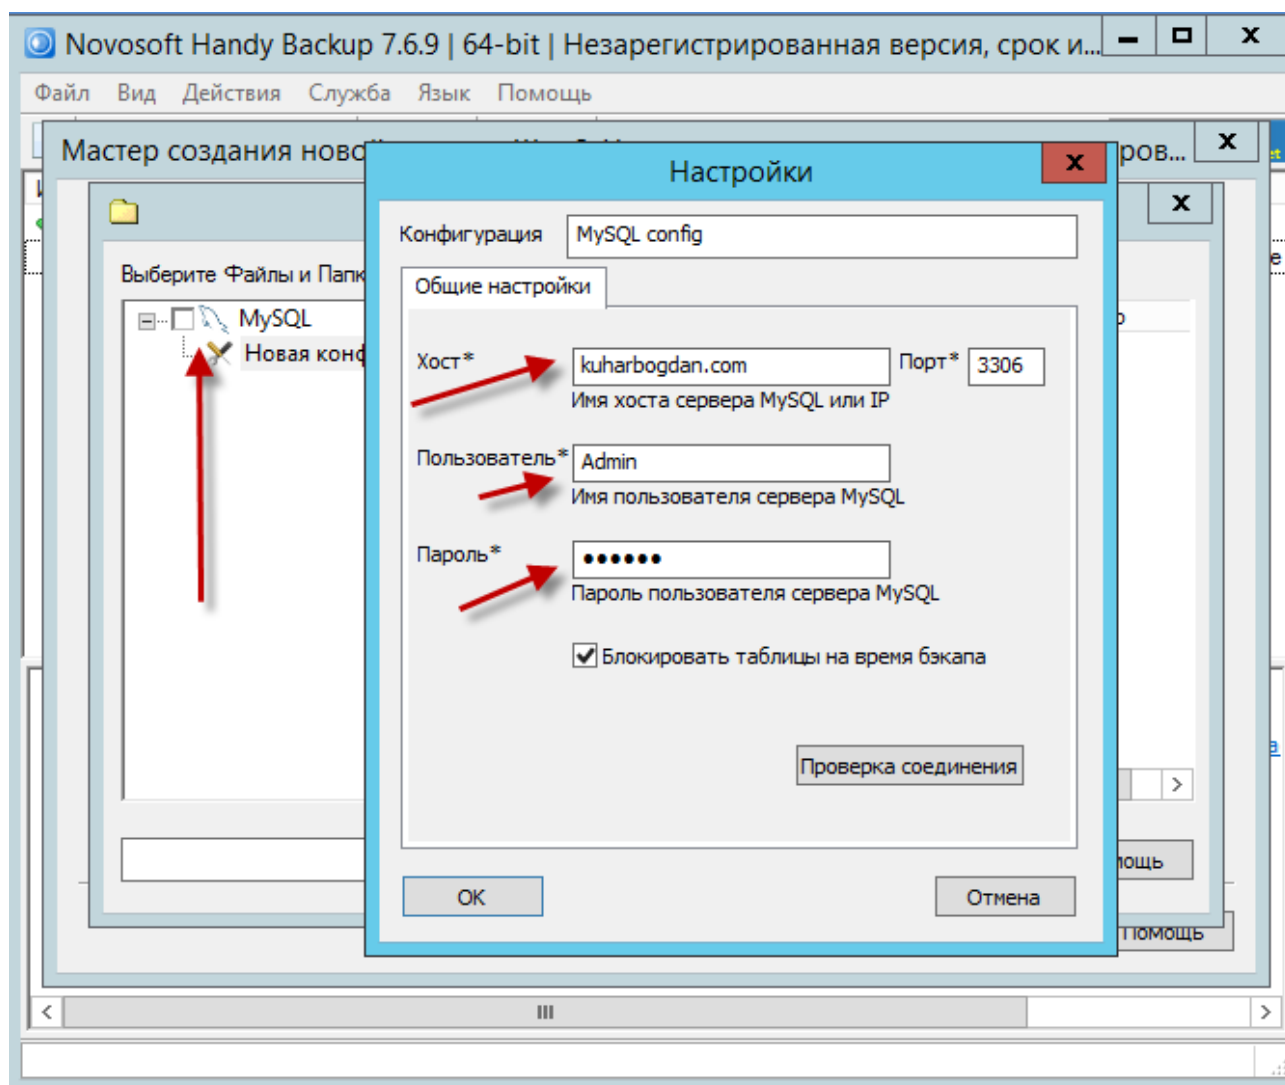 Novosoft Handy Backup 7.6.9 | 64-bit | Незарегистрированная версия, срок и...
Файл Вид Действия Служба Язык Помощь
Мастер создания ново
ров...
Настройки
Конфигурация MySQL config
Выберите Файлы и Папк
Общие настройки
MySQL
Новая конф
Хост* kuharbogdan.com Порт* 3306
Имя хоста сервера MySQL или IP
Пользователь* Admin
Имя пользователя сервера MySQL
Пароль* ••••••
Пароль пользователя сервера MySQL
Блокировать таблицы на время бэкапа
Проверка соединения
мощь
OK Отмена
Помощь